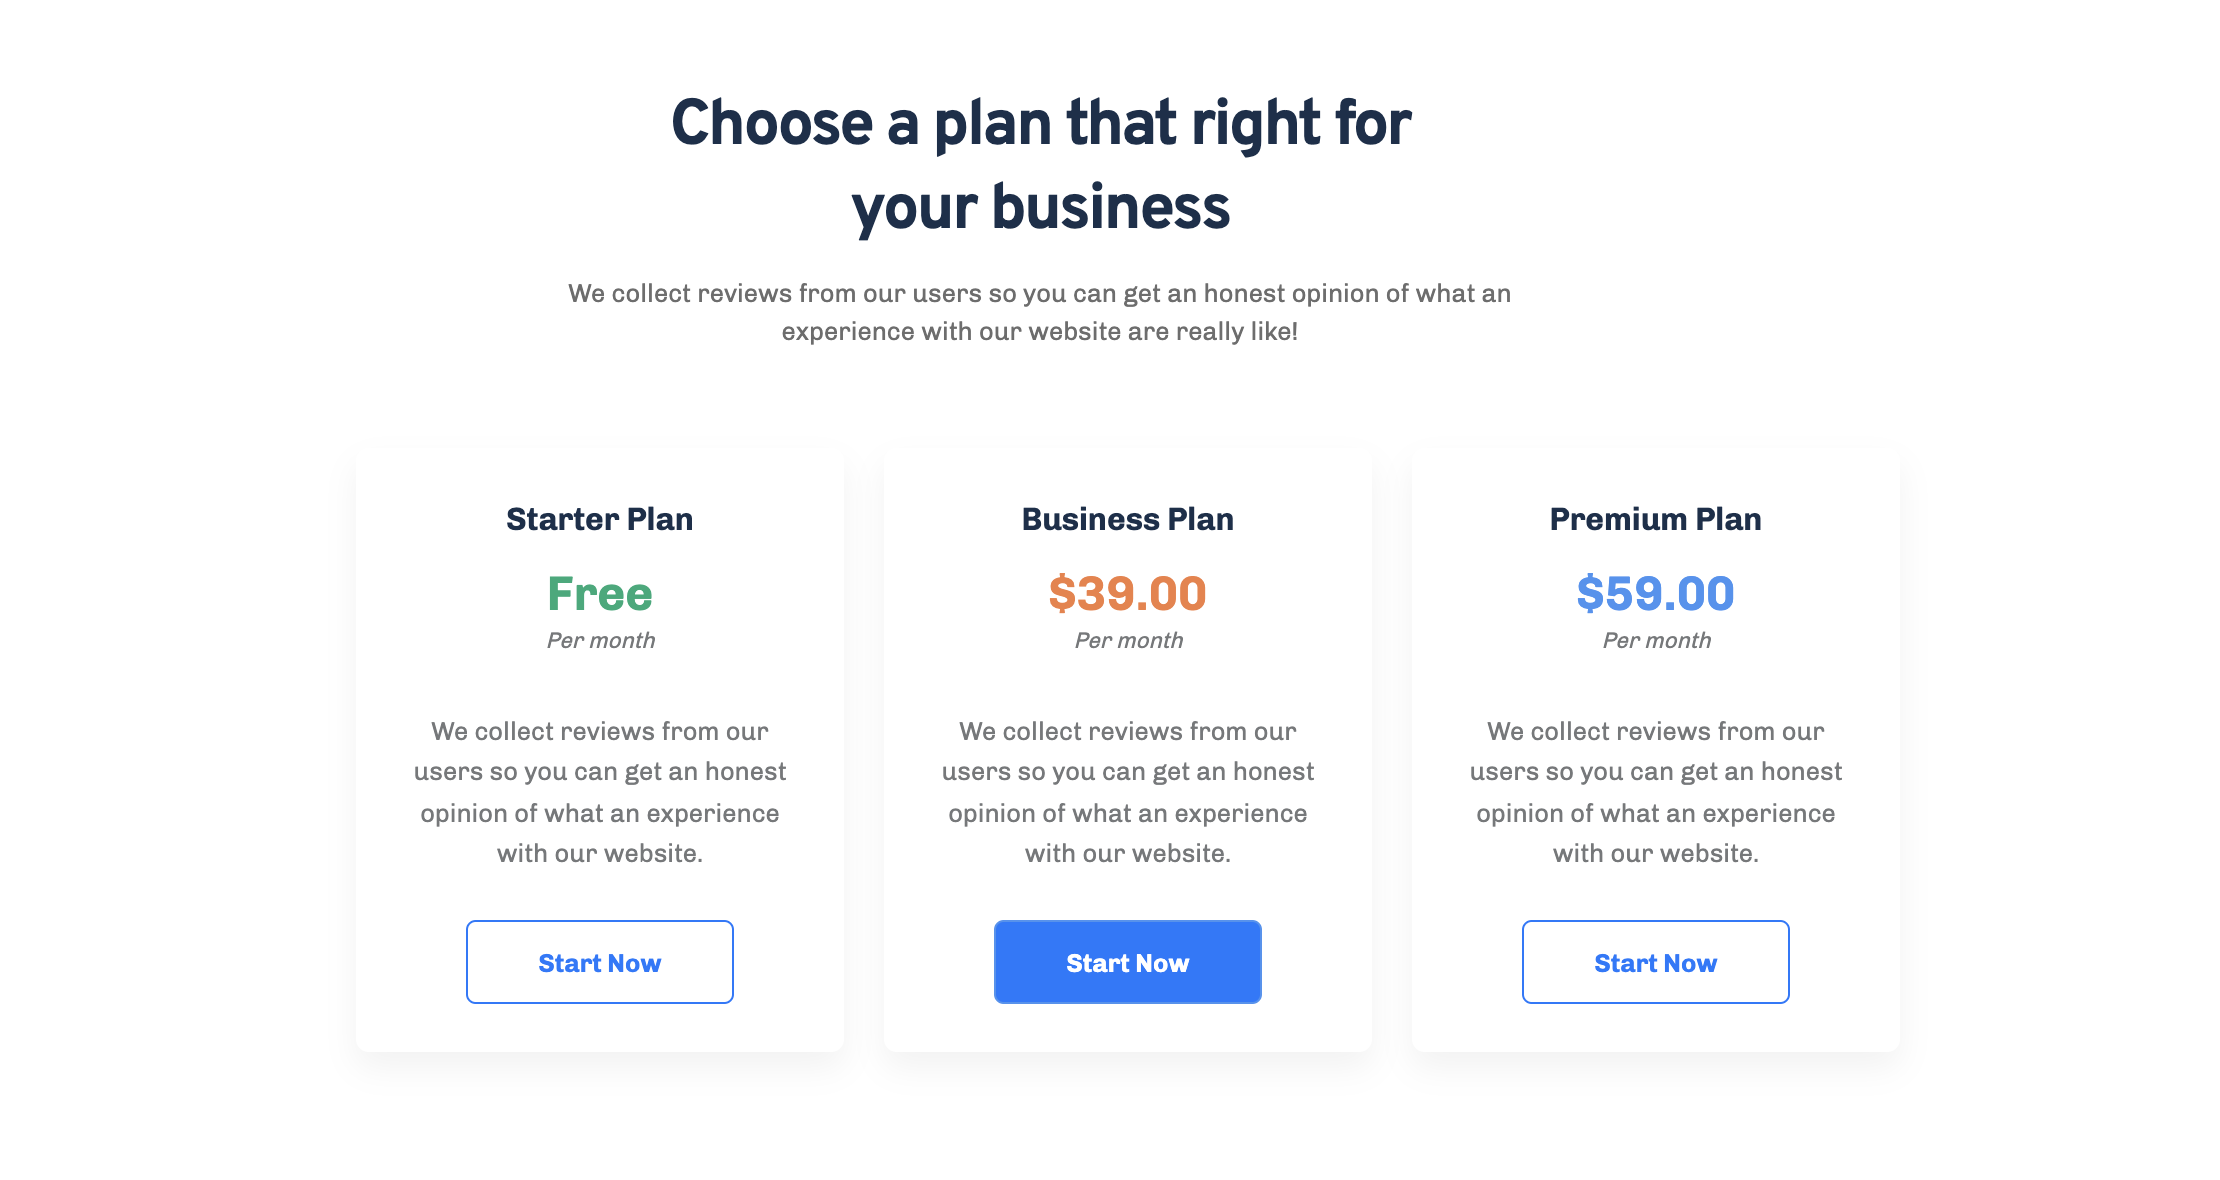 Choose a plan that right for
your business
We collect reviews from our users so you can get an honest opinion of what an
experience with our website are really like!
Starter Plan
Free
Per month
We collect reviews from our
users so you can get an honest
opinion of what an experience
with our website.
Start Now
Business Plan
$39.00
Per month
We collect reviews from our
users so you can get an honest
opinion of what an experience
with our website.
Start Now
Premium Plan
$59.00
Per month
We collect reviews from our
users so you can get an honest
opinion of what an experience
with our website.
Start Now